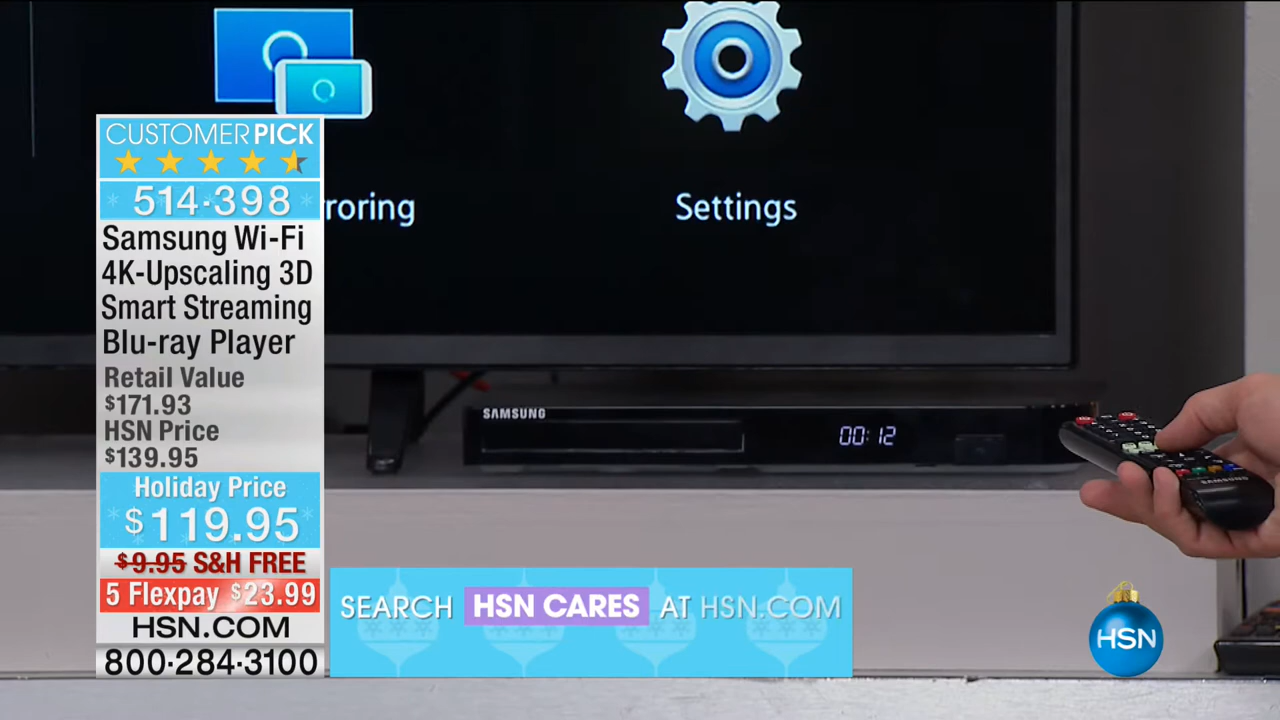 CUSTOMER PICK
514·398
Samsung Wi-Fi
4K-Upscaling 3D
Smart Streaming
Blu-ray Player
Retail Value
$171.93
HSN Price
$139.95
Holiday Price
$119.95
$9.95 S&H FREE
5 Flexpay $23.99
HSN.COM
800·284·3100
rroring
Settings
SAMSUNG
00:12
SAMSUNG
SEARCH HSN CARES AT HSN.COM
HSN